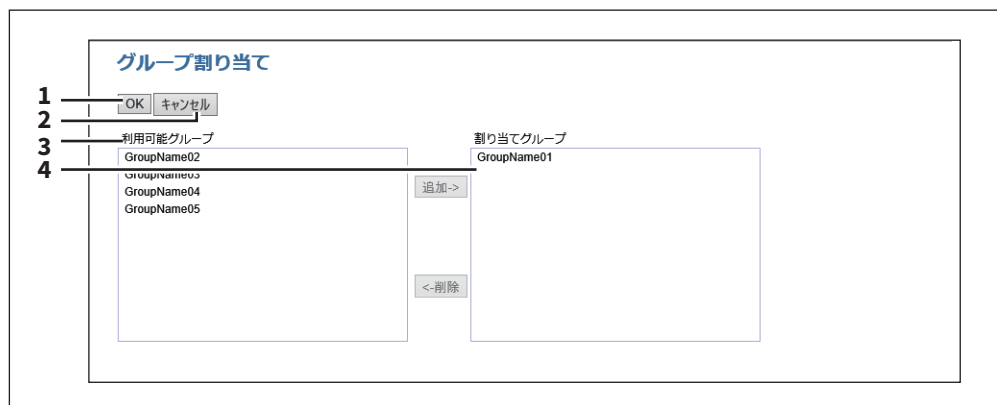 グループ割り当て
1
OK キャンセル
2
3 利用可能グループ 割り当てグループ
GroupName02 GroupName01
4
GroupName03
追加->
GroupName04
GroupName05
<-削除